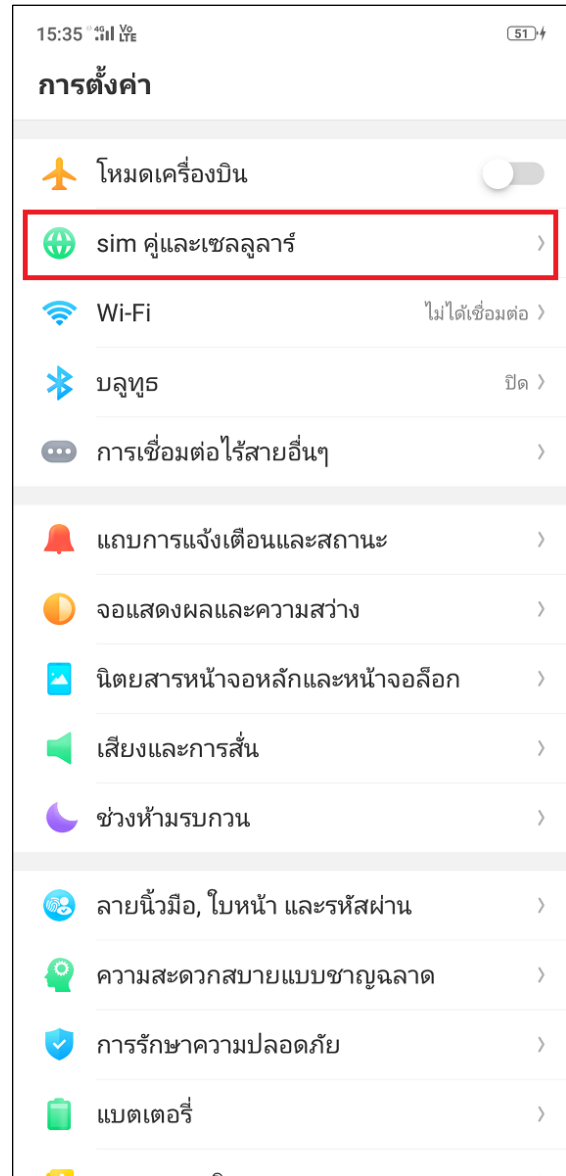 15:35 4G VoLTE 51
การตั้งค่า
โหมดเครื่องบิน
sim คู่และเซลลูลาร์
Wi-Fi ไม่ได้เชื่อมต่อ
บลูทูธ ปิด
การเชื่อมต่อไร้สายอื่นๆ
แถบการแจ้งเตือนและสถานะ
จอแสดงผลและความสว่าง
นิตยสารหน้าจอหลักและหน้าจอล็อก
เสียงและการสั่น
ช่วงห้ามรบกวน
ลายนิ้วมือ, ใบหน้า และรหัสผ่าน
ความสะดวกสบายแบบชาญฉลาด
การรักษาความปลอดภัย
แบตเตอรี่